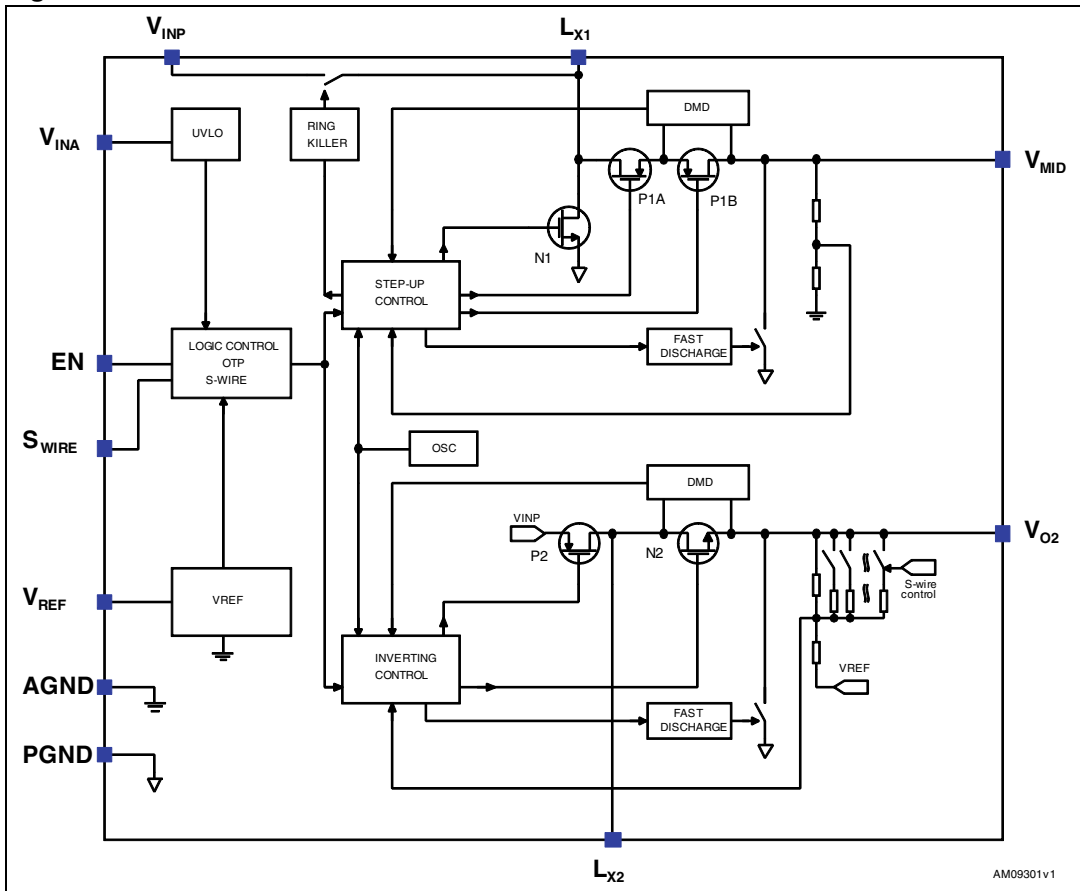 VINP
LX1
DMD
UVLO
RING
KILLER
VINA
VMID
P1A
P1B
N1
STEP-UP
CONTROL
LOGIC CONTROL
OTP
S-WIRE
FAST
DISCHARGE
EN
SWIRE
OSC
DMD
VINP
VO2
P2
N2
S-wire
control
VREF
VREF
INVERTING
CONTROL
VREF
AGND
FAST
DISCHARGE
PGND
LX2
AM09301v1